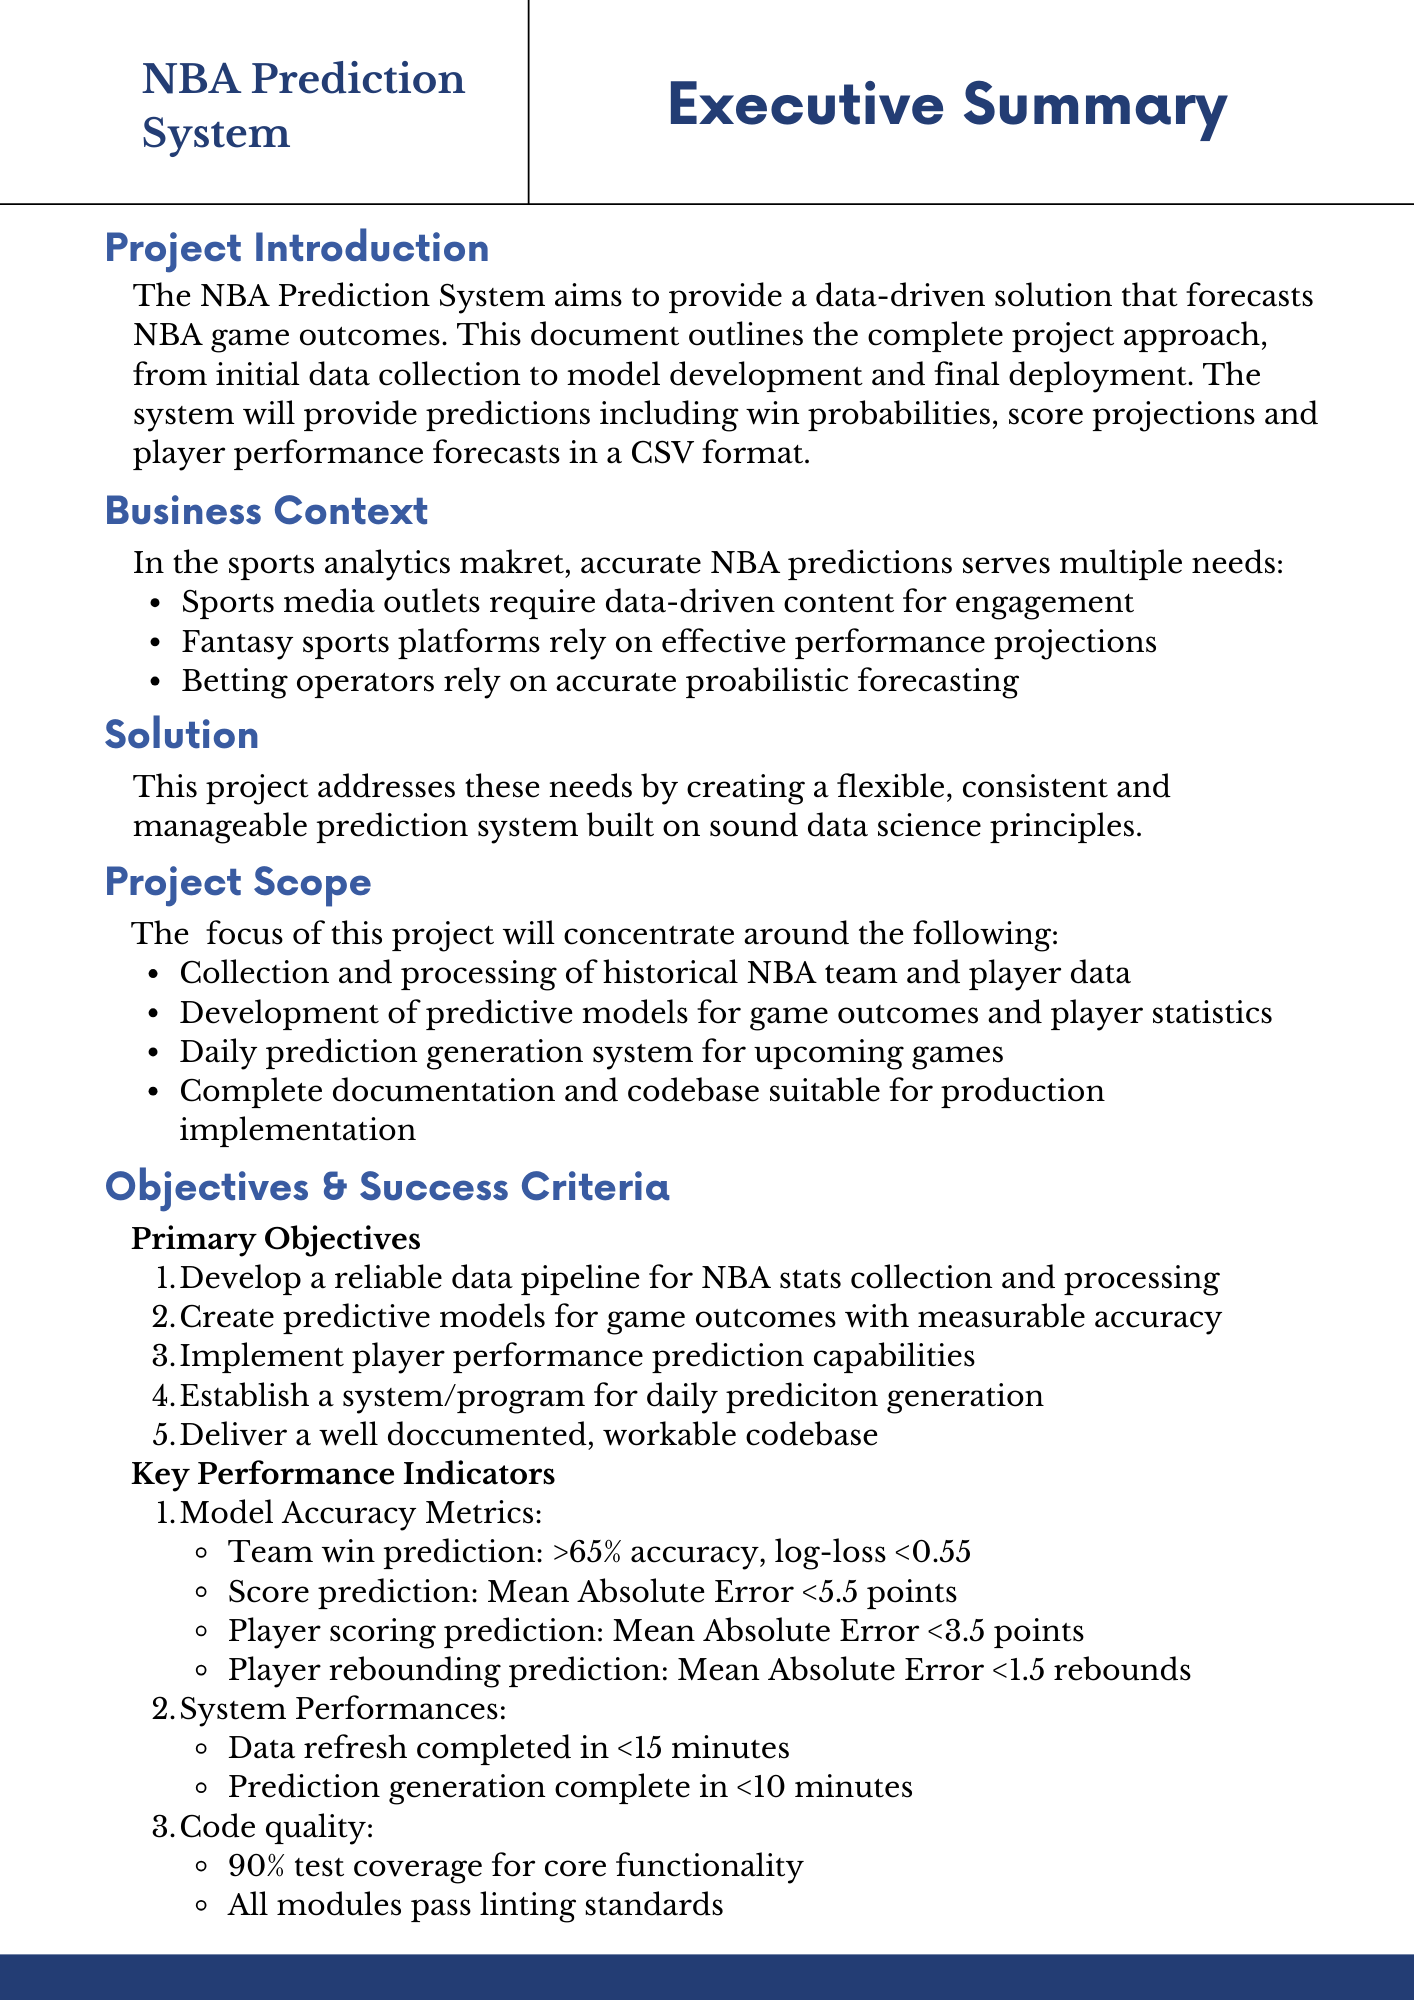 NBA Prediction
System
Executive Summary
Project Introduction
The NBA Prediction System aims to provide a data-driven solution that forecasts
NBA game outcomes. This document outlines the complete project approach,
from initial data collection to model development and final deployment. The
system will provide predictions including win probabilities, score projections and
player performance forecasts in a CSV format.
Business Context
In the sports analytics makret, accurate NBA predictions serves multiple needs:
• Sports media outlets require data-driven content for engagement
• Fantasy sports platforms rely on effective performance projections
• Betting operators rely on accurate proabilistic forecasting
Solution
This project addresses these needs by creating a flexible, consistent and
manageable prediction system built on sound data science principles.
Project Scope
The  focus of this project will concentrate around the following:
• Collection and processing of historical NBA team and player data
• Development of predictive models for game outcomes and player statistics
• Daily prediction generation system for upcoming games
• Complete documentation and codebase suitable for production
implementation
Objectives & Success Criteria
Primary Objectives
1. Develop a reliable data pipeline for NBA stats collection and processing
2. Create predictive models for game outcomes with measurable accuracy
3. Implement player performance prediction capabilities
4. Establish a system/program for daily prediciton generation
5. Deliver a well doccumented, workable codebase
Key Performance Indicators
1. Model Accuracy Metrics:
◦ Team win prediction: >65% accuracy, log-loss <0.55
◦ Score prediction: Mean Absolute Error <5.5 points
◦ Player scoring prediction: Mean Absolute Error <3.5 points
◦ Player rebounding prediction: Mean Absolute Error <1.5 rebounds
2. System Performances:
◦ Data refresh completed in <15 minutes
◦ Prediction generation complete in <10 minutes
3. Code quality:
◦ 90% test coverage for core functionality
◦ All modules pass linting standards